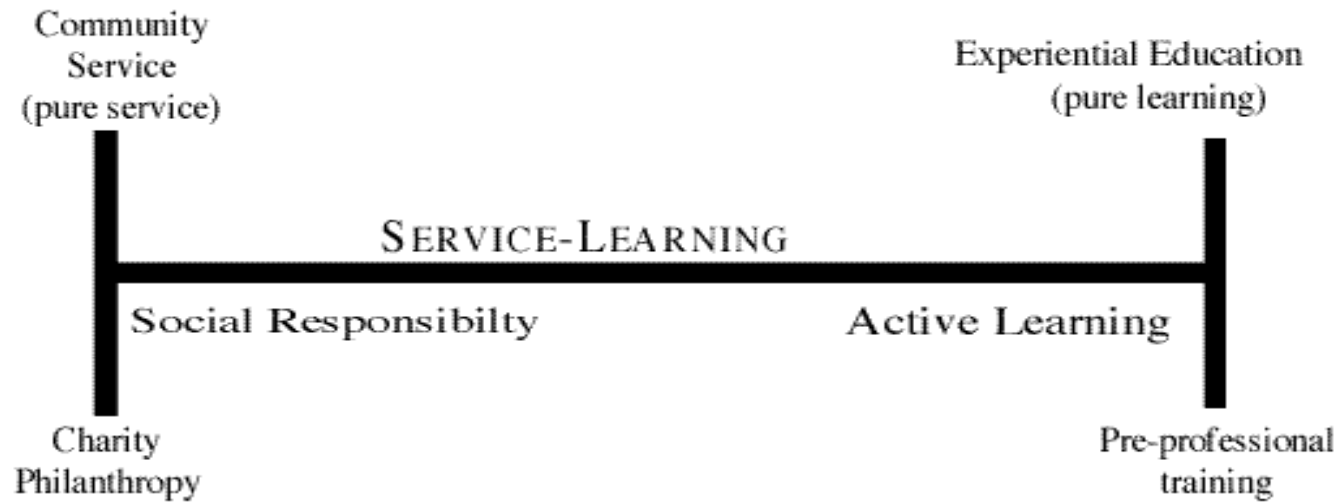 Community
Service
(pure service)
Experiential Education
(pure learning)
SERVICE-LEARNING
Social Responsibilty
Active Learning
Charity
Philanthropy
Pre-professional
training